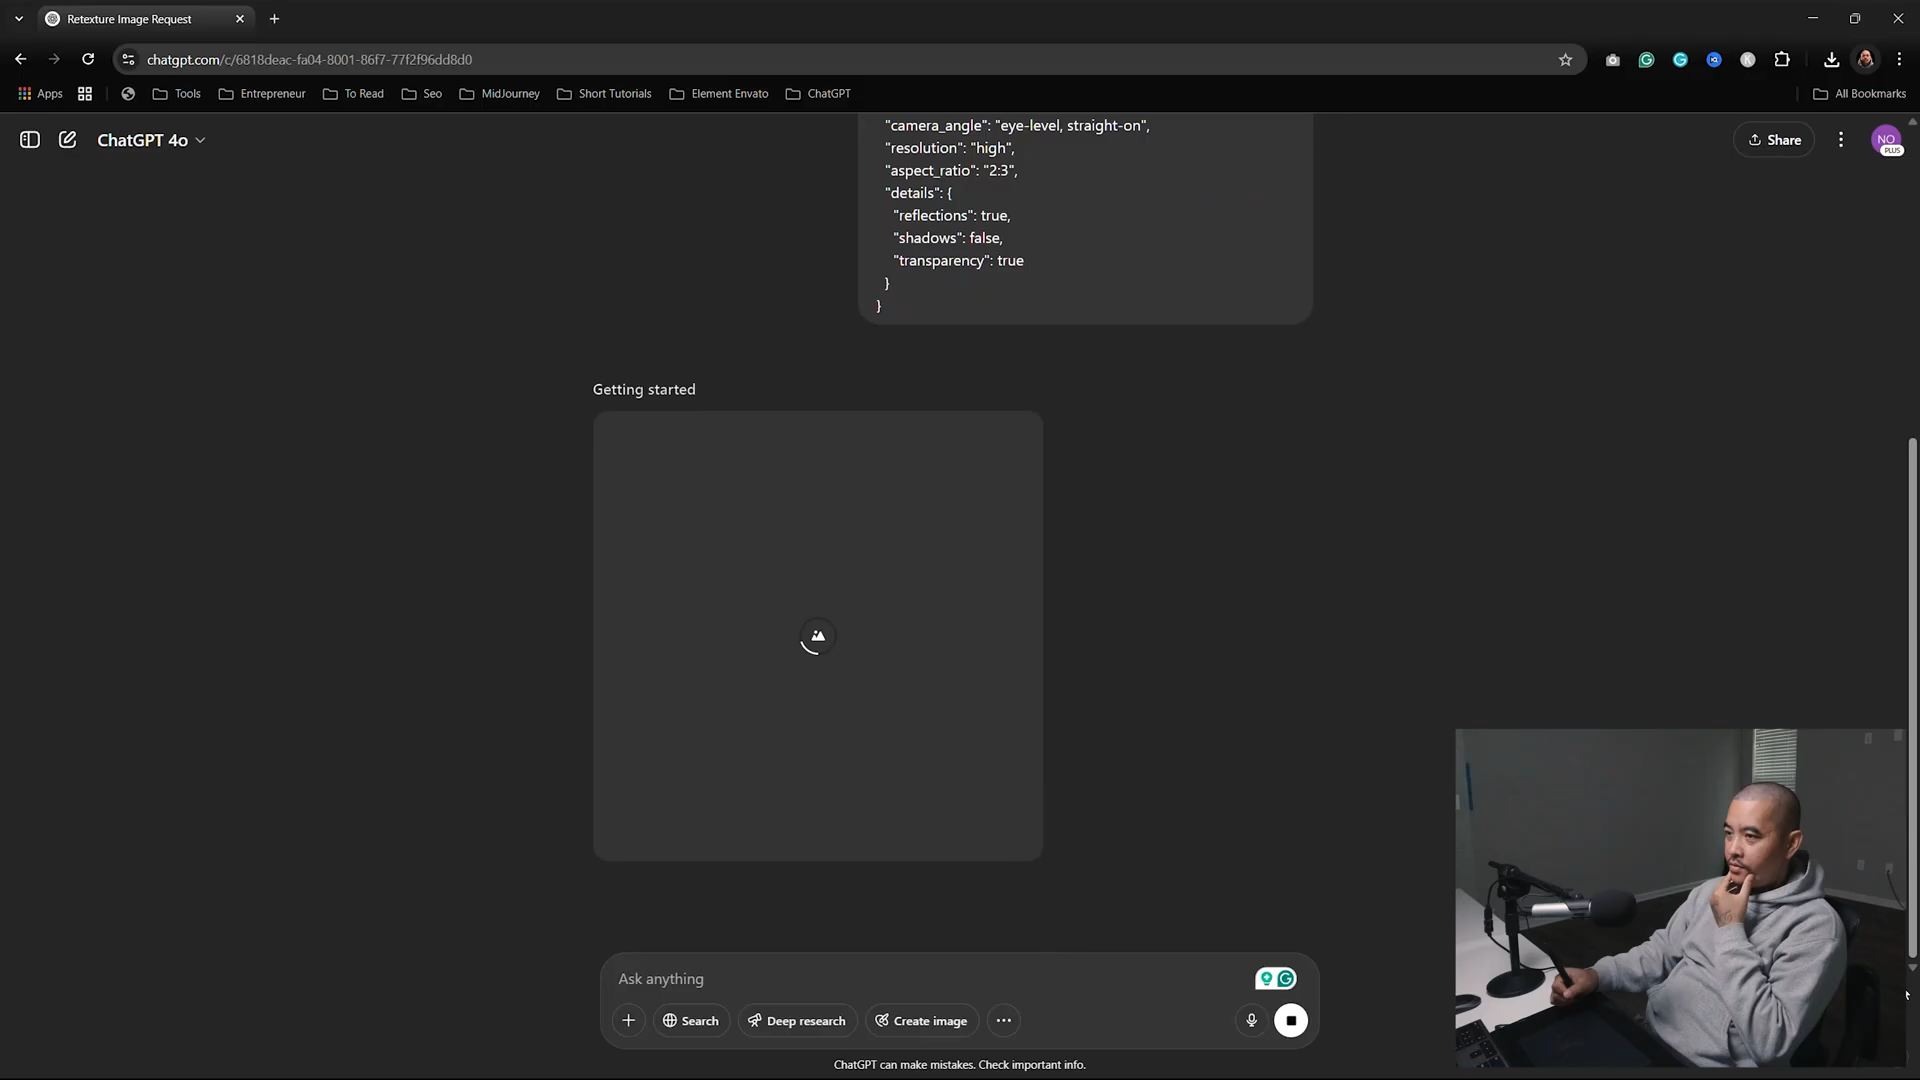 Retexture Image Request
chatgpt.com/c/6818deac-fa04-8001-86f7-77f2f96dd8d0
Apps
Tools
Entrepreneur
To Read
Seo
MidJourney
Short Tutorials
Element Envato
ChatGPT
All Bookmarks
ChatGPT 4o
Share
NO
PLUS
"camera_angle": "eye-level, straight-on",
"resolution": "high",
"aspect_ratio": "2:3",
"details": {
"reflections": true,
"shadows": false,
"transparency": true
}
}
Getting started
Ask anything
Search
Deep research
Create image
ChatGPT can make mistakes. Check important info.